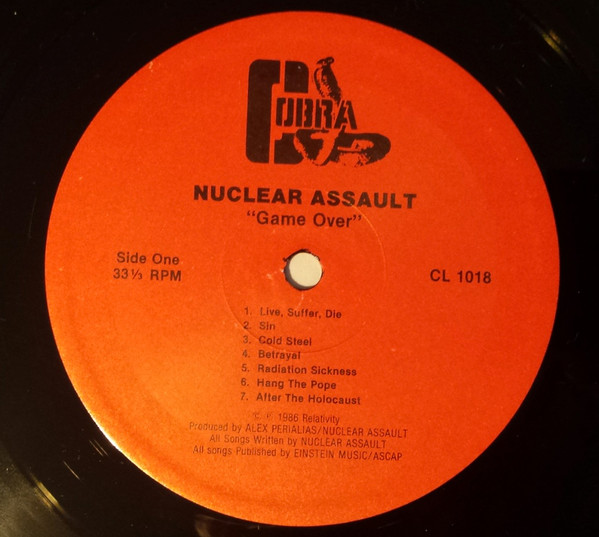 COBRA
NUCLEAR ASSAULT
"Game Over"
Side One
33⅓ RPM
CL 1018
1. Live, Suffer, Die
2. Sin
3. Cold Steel
4. Betrayal
5. Radiation Sickness
6. Hang The Pope
7. After The Holocaust
© ℗ 1986 Relativity
Produced by ALEX PERIALIAS/NUCLEAR ASSAULT
All Songs Written by NUCLEAR ASSAULT
All songs Published by EINSTEIN MUSIC/ASCAP